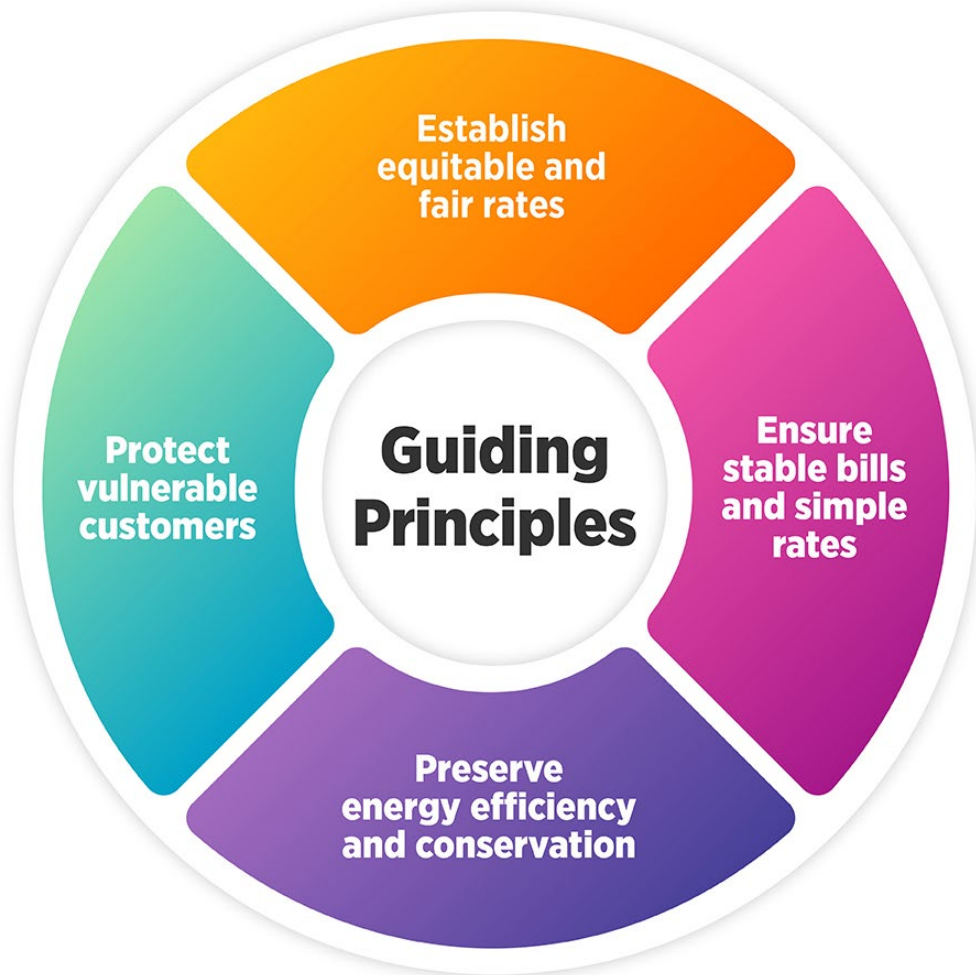 Establish
equitable and
fair rates
Ensure
stable bills
and simple
rates
Preserve
energy efficiency
and conservation
Protect
vulnerable
customers
Guiding
Principles